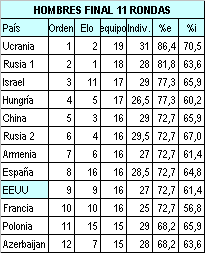 HOMBRES FINAL 11 RONDAS
País Orden Elo equipo Indiv. %e %i
Ucrania 1 2 19 31 86,4 70,5
Rusia 1 2 1 18 28 81,8 63,6
Israel 3 11 17 29 77,3 65,9
Hungría 4 5 17 26,5 77,3 60,2
China 5 3 16 29 72,7 65,9
Rusia 2 6 4 16 29,5 72,7 67,0
Armenia 7 6 16 27 72,7 61,4
España 8 16 16 28,5 72,7 64,8
EEUU 9 9 16 27 72,7 61,4
Francia 10 10 16 25 72,7 56,8
Polonia 11 15 15 29 68,2 65,9
Azerbaijan 12 7 15 28 68,2 63,6